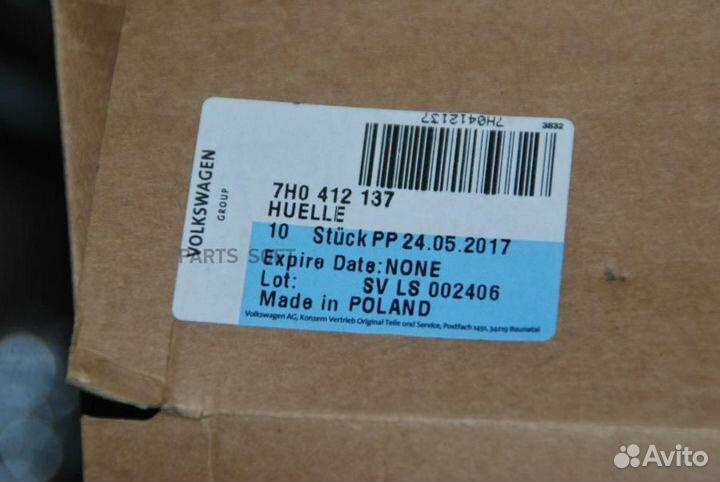 7H0412137
3832
VOLKSWAGEN
GROUP
7H0 412 137
HUELLE
10 Stück PP 24.05.2017
PARTS SOFT
Expire Date:NONE
Lot: SV LS 002406
Made in POLAND
Volkswagen AG, Konzern Vertrieb Original Teile und Service, Postfach 1451, 34219 Baunatal
Avito